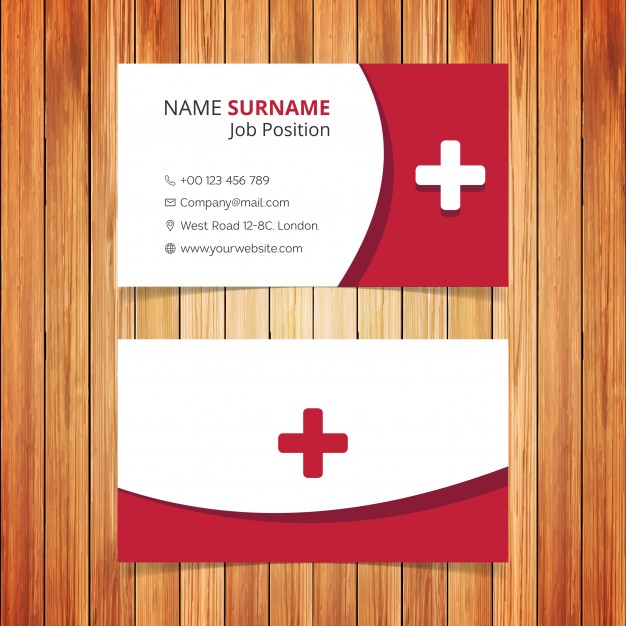 NAME SURNAME
Job Position
+00 123 456 789
Company@mail.com
West Road 12-8C. London.
www.yourwebsite.com